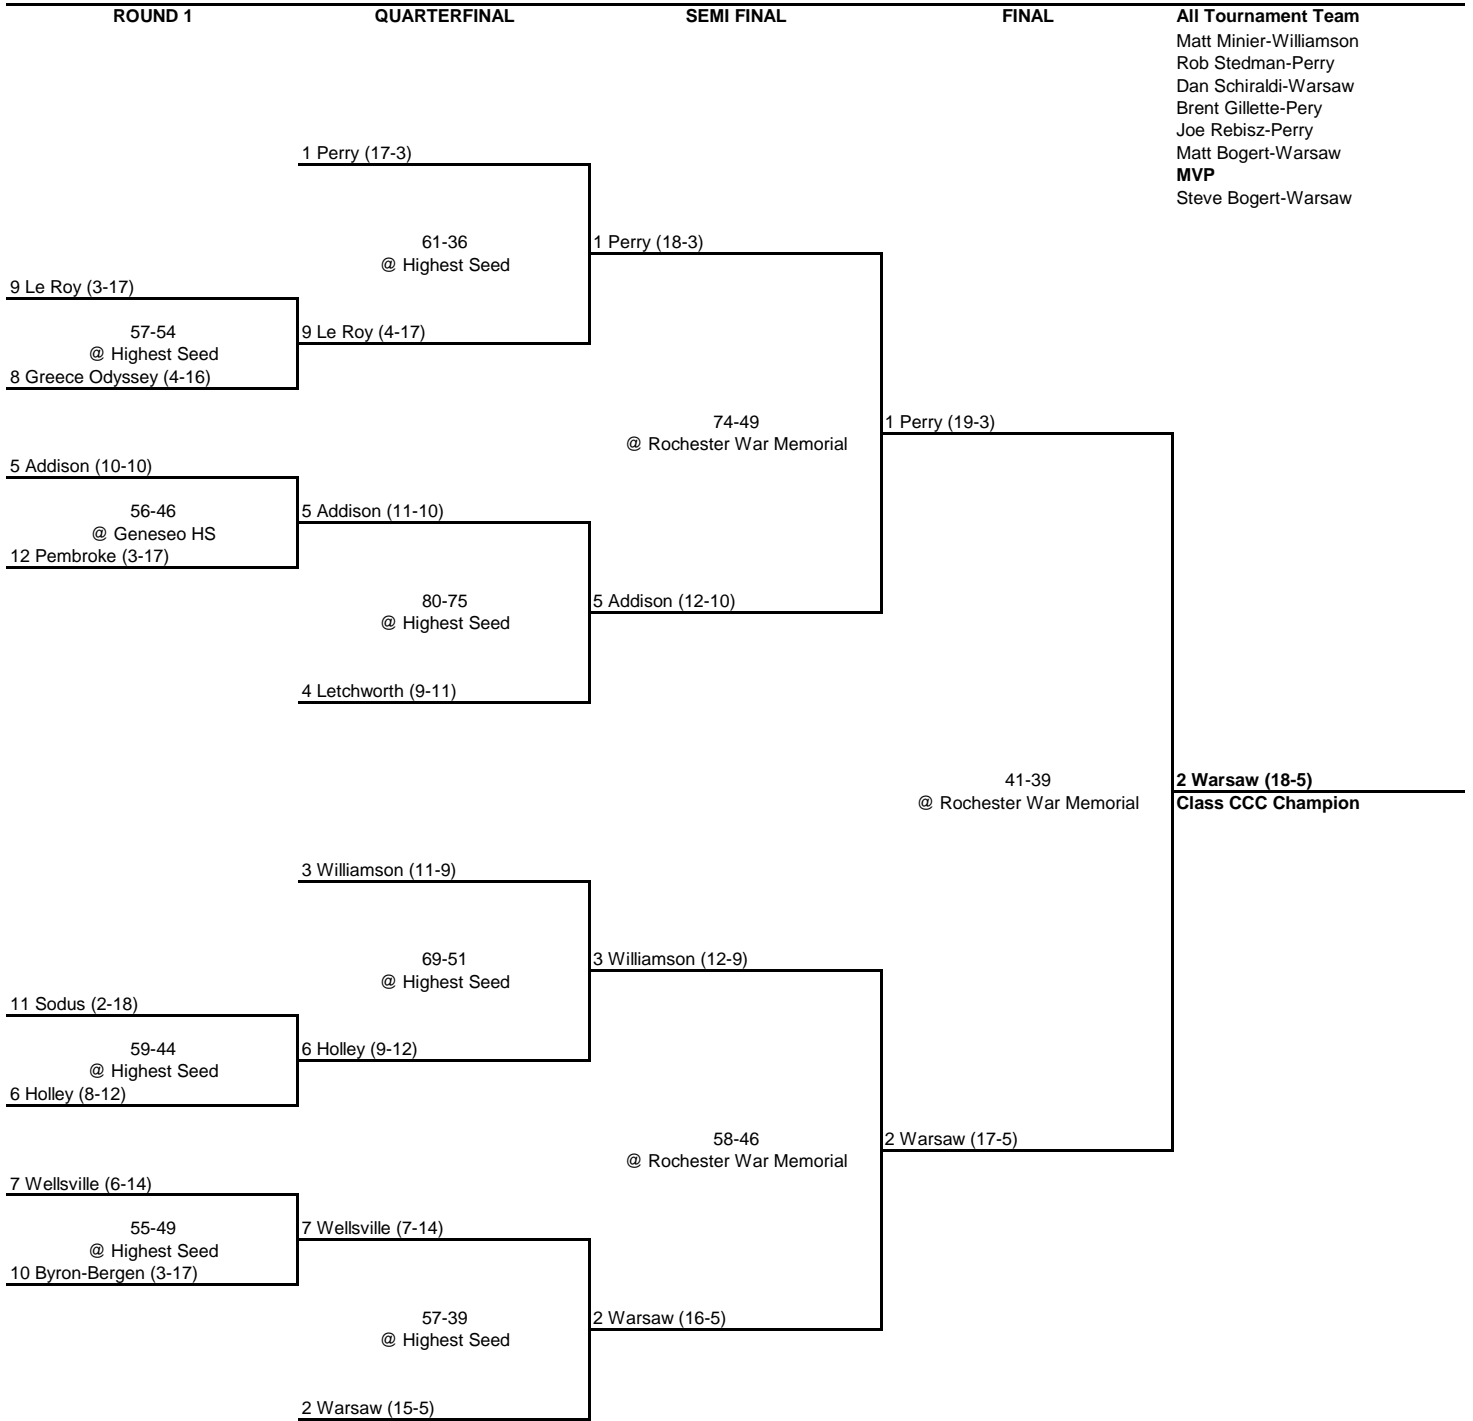 ROUND 1 QUARTERFINAL SEMI FINAL FINAL All Tournament Team
Matt Minier-Williamson
Rob Stedman-Perry
Dan Schiraldi-Warsaw
Brent Gillette-Pery
Joe Rebisz-Perry
1 Perry (17-3) Matt Bogert-Warsaw
MVP
Steve Bogert-Warsaw
61-36 1 Perry (18-3)
@ Highest Seed
9 Le Roy (3-17)
57-54 9 Le Roy (4-17)
@ Highest Seed
8 Greece Odyssey (4-16)
74-49 1 Perry (19-3)
@ Rochester War Memorial
5 Addison (10-10)
56-46 5 Addison (11-10)
@ Geneseo HS
12 Pembroke (3-17)
80-75 5 Addison (12-10)
@ Highest Seed
4 Letchworth (9-11)
41-39 2 Warsaw (18-5)
@ Rochester War Memorial Class CCC Champion
3 Williamson (11-9)
69-51 3 Williamson (12-9)
@ Highest Seed
11 Sodus (2-18)
59-44 6 Holley (9-12)
@ Highest Seed
6 Holley (8-12)
58-46 2 Warsaw (17-5)
@ Rochester War Memorial
7 Wellsville (6-14)
55-49 7 Wellsville (7-14)
@ Highest Seed
10 Byron-Bergen (3-17)
57-39 2 Warsaw (16-5)
@ Highest Seed
2 Warsaw (15-5)